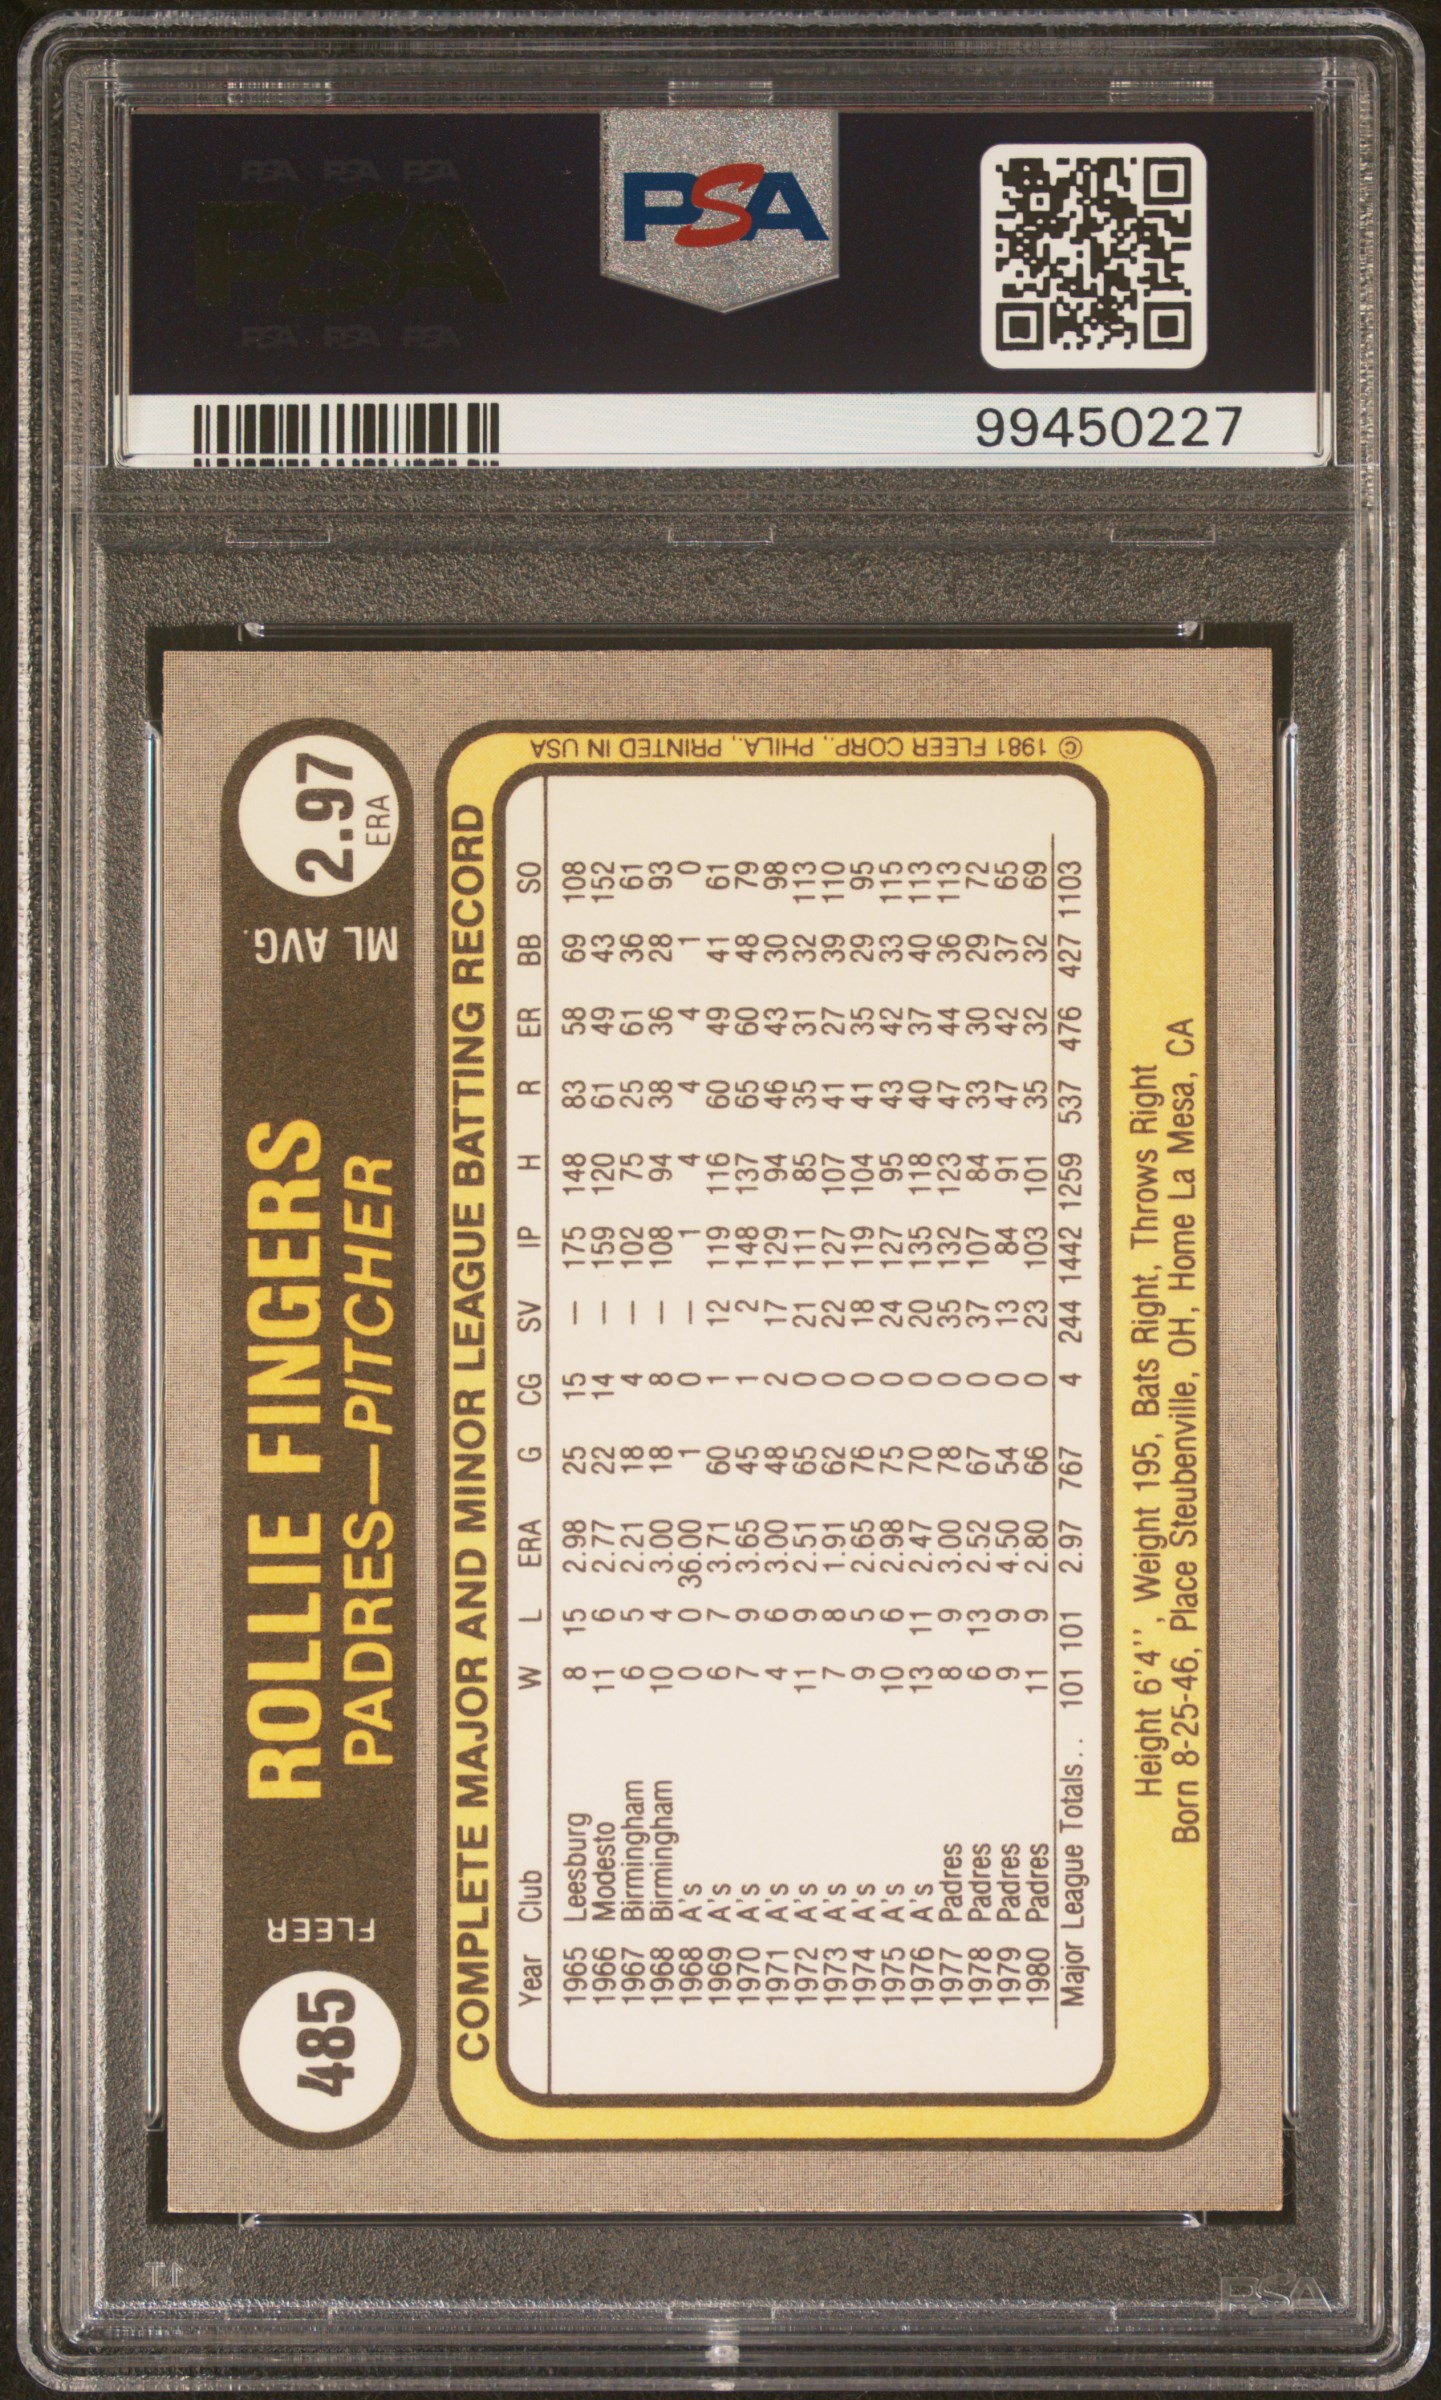 PSA PSA PSA
PSA
PSA PSA PSA
PSA
99450227
485
FLEER
ROLLIE FINGERS
PADRES—PITCHER
ML AVG.
2.97
ERA
COMPLETE MAJOR AND MINOR LEAGUE BATTING RECORD
Year Club W L ERA G CG SV IP H R ER BB SO
1965 Leesburg 8 15 2.98 25 15 — 175 148 83 58 69 108
1966 Modesto 11 6 2.77 22 14 — 159 120 61 49 43 152
1967 Birmingham 6 5 2.21 18 4 — 102 75 25 61 36 61
1968 Birmingham 10 4 3.00 18 8 — 108 94 38 36 28 93
1968 A's 0 0 36.00 1 0 — 1 4 4 4 1 0
1969 A's 6 7 3.71 60 1 12 119 116 60 49 41 61
1970 A's 7 9 3.65 45 1 2 148 137 65 60 48 79
1971 A's 4 6 3.00 48 2 17 129 94 46 43 30 98
1972 A's 11 9 2.51 65 0 21 111 85 35 31 32 113
1973 A's 7 8 1.91 62 0 22 127 107 41 27 39 110
1974 A's 9 5 2.65 76 0 18 119 104 41 35 29 95
1975 A's 10 6 2.98 75 0 24 127 95 43 42 33 115
1976 A's 13 11 2.47 70 0 20 135 118 40 37 40 113
1977 Padres 8 9 3.00 78 0 35 132 123 47 44 36 113
1978 Padres 6 13 2.52 67 0 37 107 84 33 30 29 72
1979 Padres 9 9 4.50 54 0 13 84 91 47 42 37 65
1980 Padres 11 9 2.80 66 0 23 103 101 35 32 32 69
Major League Totals.. 101 101 2.97 767 4 244 1442 1259 537 476 427 1103
Height 6'4'', Weight 195, Bats Right, Throws Right
Born 8-25-46, Place Steubenville, OH, Home La Mesa, CA
© 1981 FLEER CORP., PHILA., PRINTED IN USA
PSA